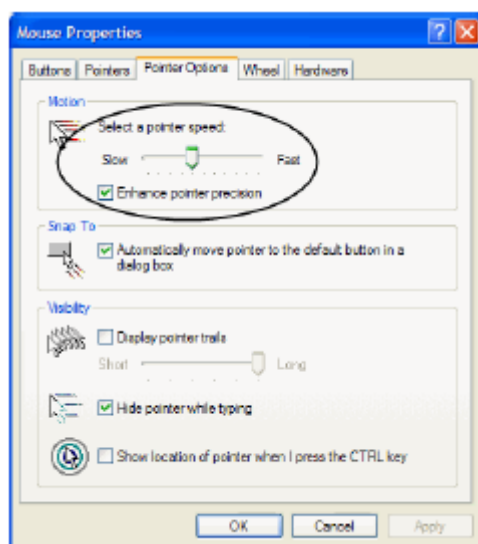 Mouse Properties
Buttons Pointers Pointer Options Wheel Hardware
Motion
Select a pointer speed:
Slow Fast
Enhance pointer precision
Snap To
Automatically move pointer to the default button in a
dialog box
Visibility
Display pointer trails
Short Long
Hide pointer while typing
Show location of pointer when I press the CTRL key
OK Cancel Apply